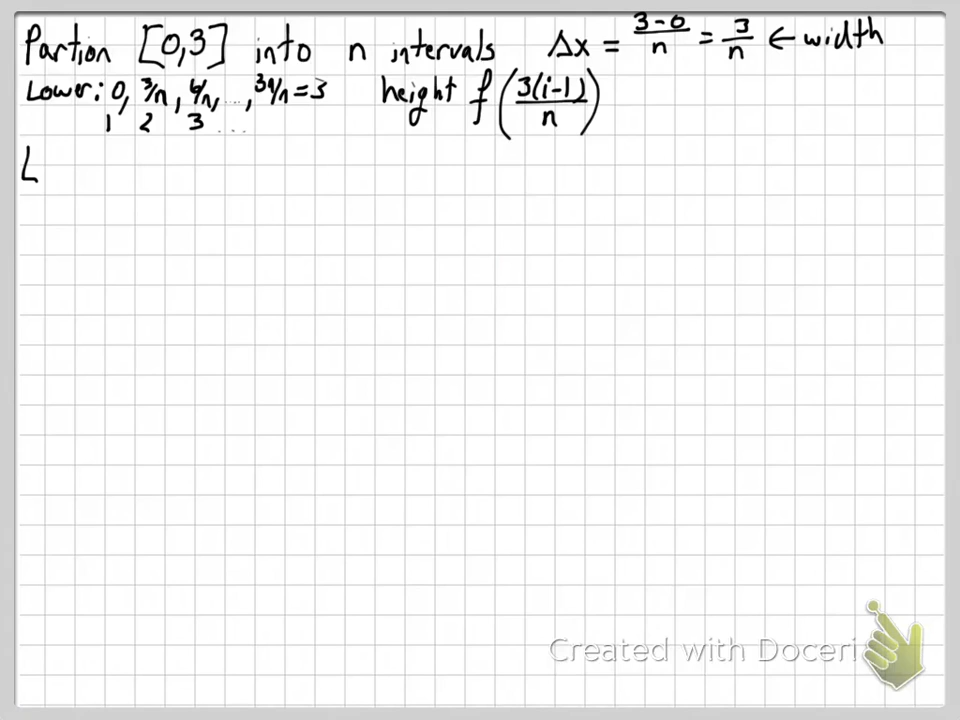 Partion [0,3] into n intervals Δx = 3-0/n = 3/n ← width
Lower: 0, 3/n, 6/n, ..., 3n/n = 3 height f(3(i-1)/n)
1 2 3 ...
L
Created with Doceri